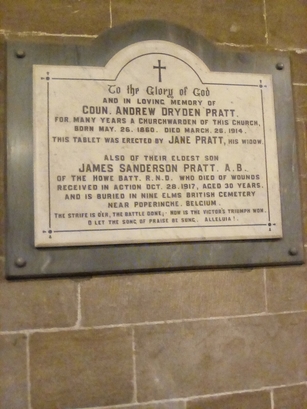 To the Glory of God
AND IN LOVING MEMORY OF
COUN. ANDREW DRYDEN PRATT.
FOR MANY YEARS A CHURCHWARDEN OF THIS CHURCH,
BORN MAY. 26. 1860. DIED MARCH. 28. 1914.
THIS TABLET WAS ERECTED BY JANE PRATT, HIS WIDOW.
ALSO OF THEIR ELDEST SON
JAMES SANDERSON PRATT. A.B.
OF THE HOWE BATT. R.N.D. WHO DIED OF WOUNDS
RECEIVED IN ACTION OCT. 28. 1917, AGED 30 YEARS.
AND IS BURIED IN NINE ELMS BRITISH CEMETERY
NEAR POPERINGHE. BELGIUM.
THE STRIFE IS O'ER, THE BATTLE DONE,- NOW IS THE VICTOR'S TRIUMPH WON.
O LET THE SONG OF PRAISE BE SUNG. ALLELUIA!